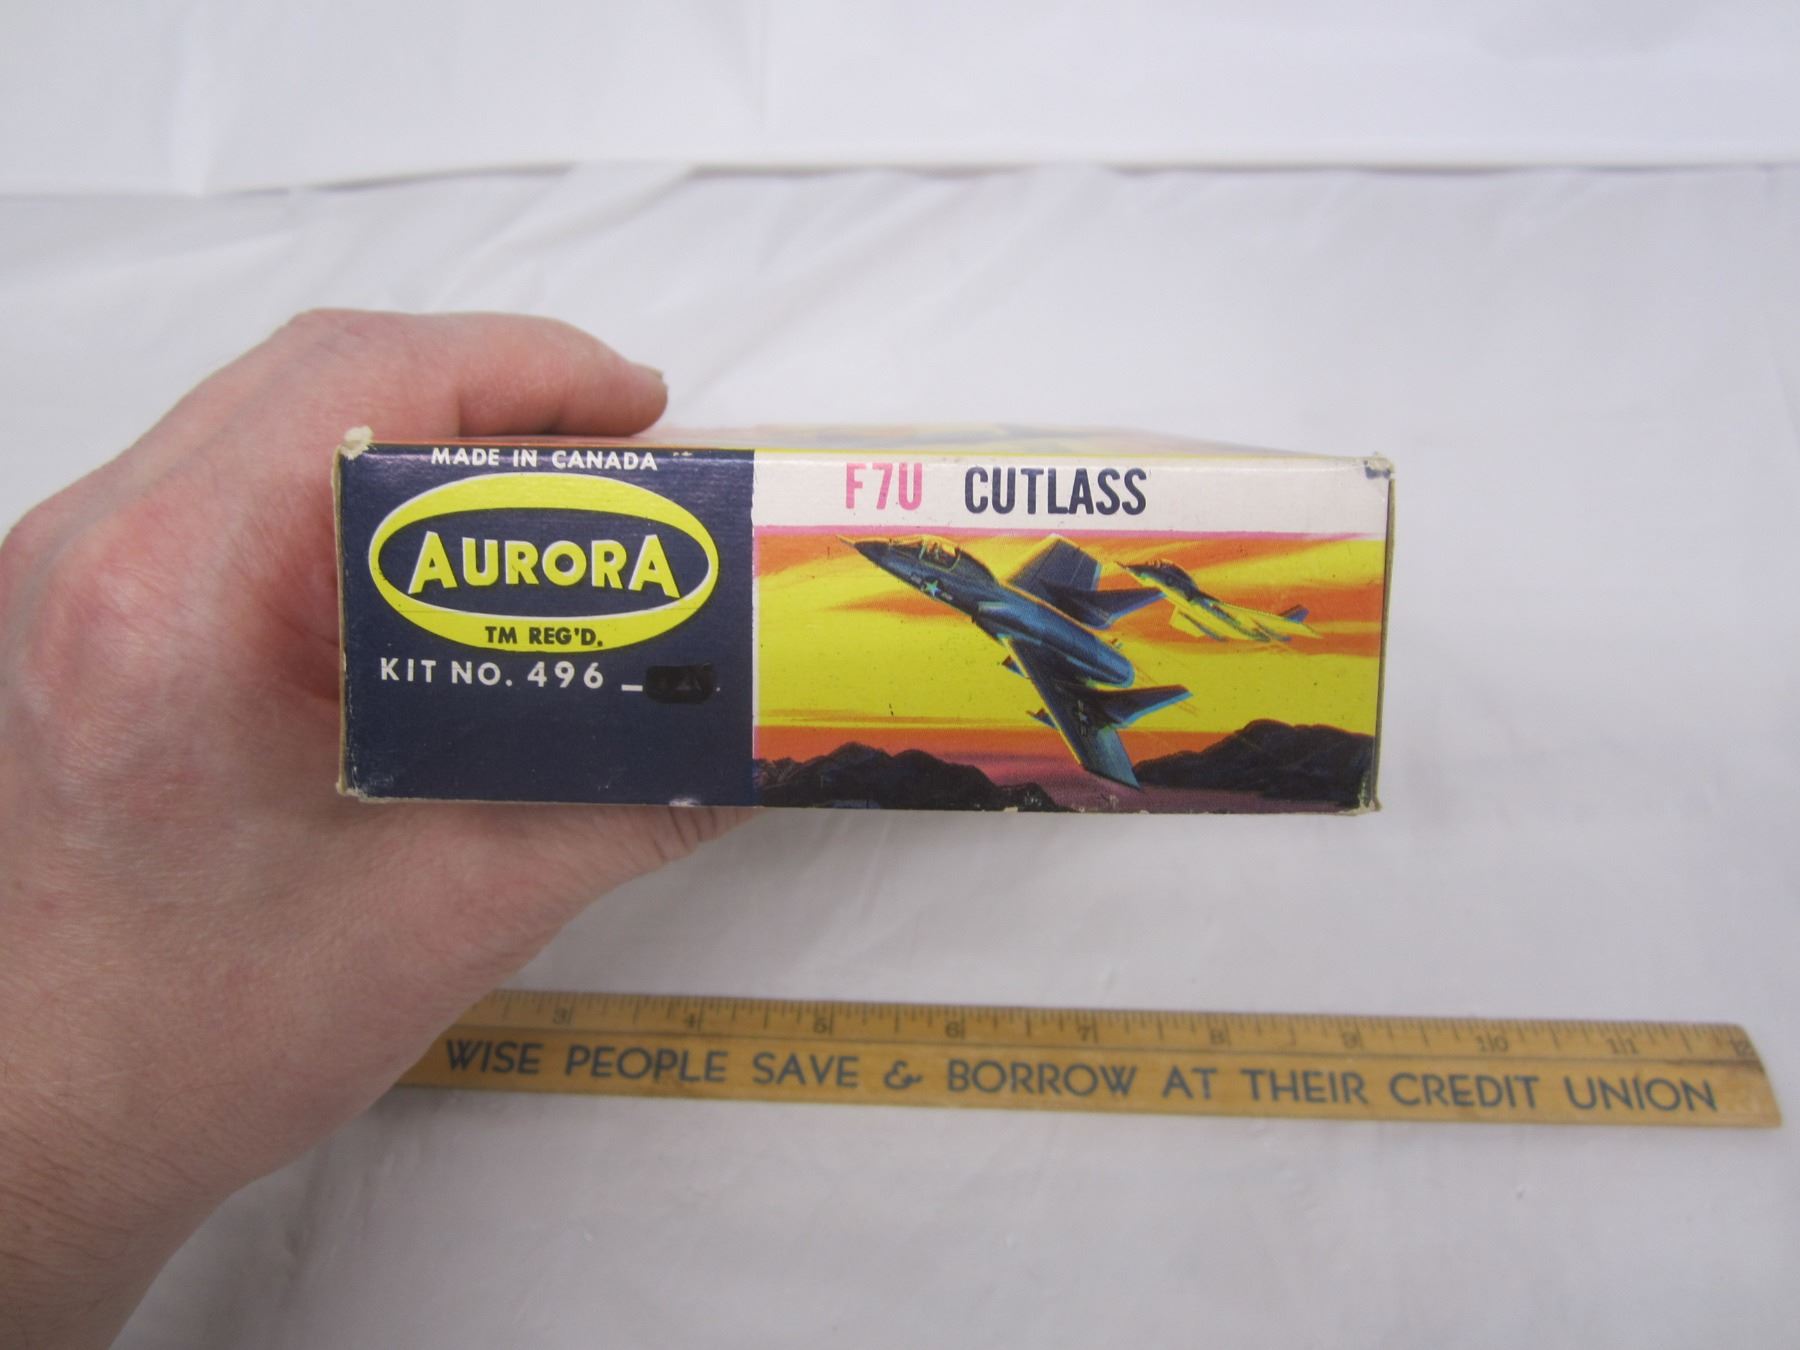 MADE IN CANADA
AURORA
TM REG'D.
KIT NO. 496 _
F7U CUTLASS
3 4 5 6 7 8 9 10 11 12
WISE PEOPLE SAVE & BORROW AT THEIR CREDIT UNION